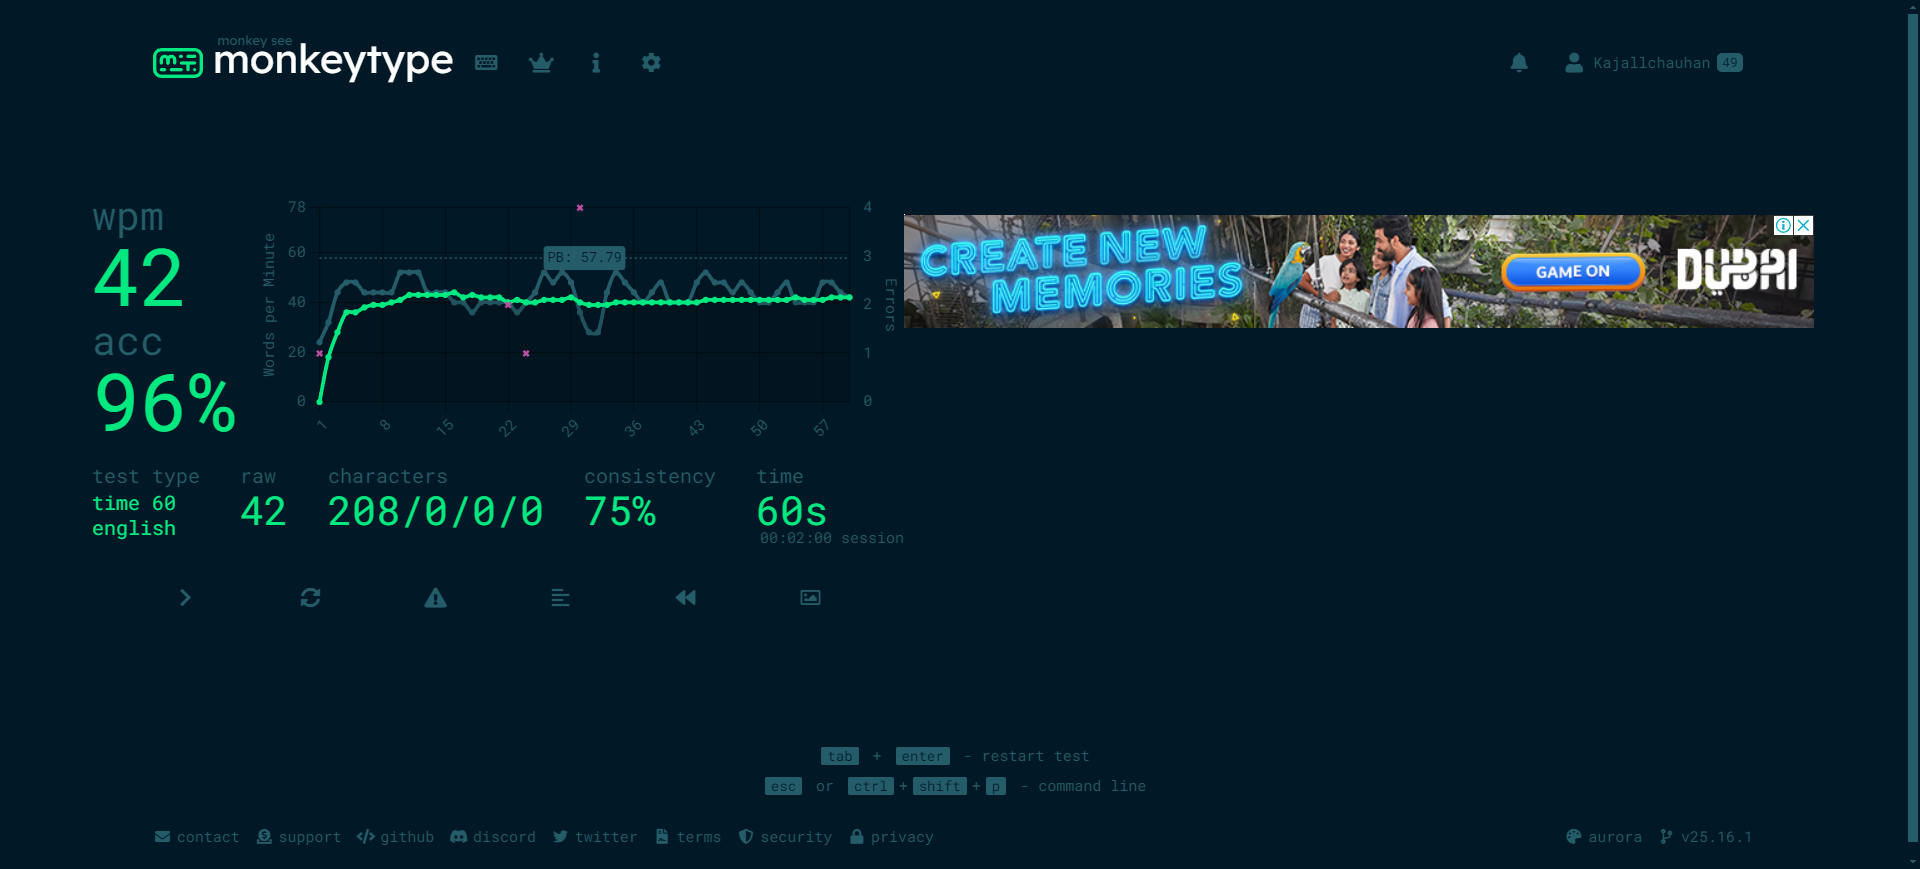 monkey see
monkeytype
Kajallchauhan 49
wpm
42
acc
96%
78
60
40
20
0
Words per Minute
PB: 57.79
4
3
2
1
0
Errors
1 8 15 22 29 36 43 50 57
CREATE NEW
MEMORIES
GAME ON
DUBAI
test type
time 60
english
raw
42
characters
208/0/0/0
consistency
75%
time
60s
00:02:00 session
tab + enter - restart test
esc or ctrl + shift + p - command line
contact support github discord twitter terms security privacy
aurora v25.16.1